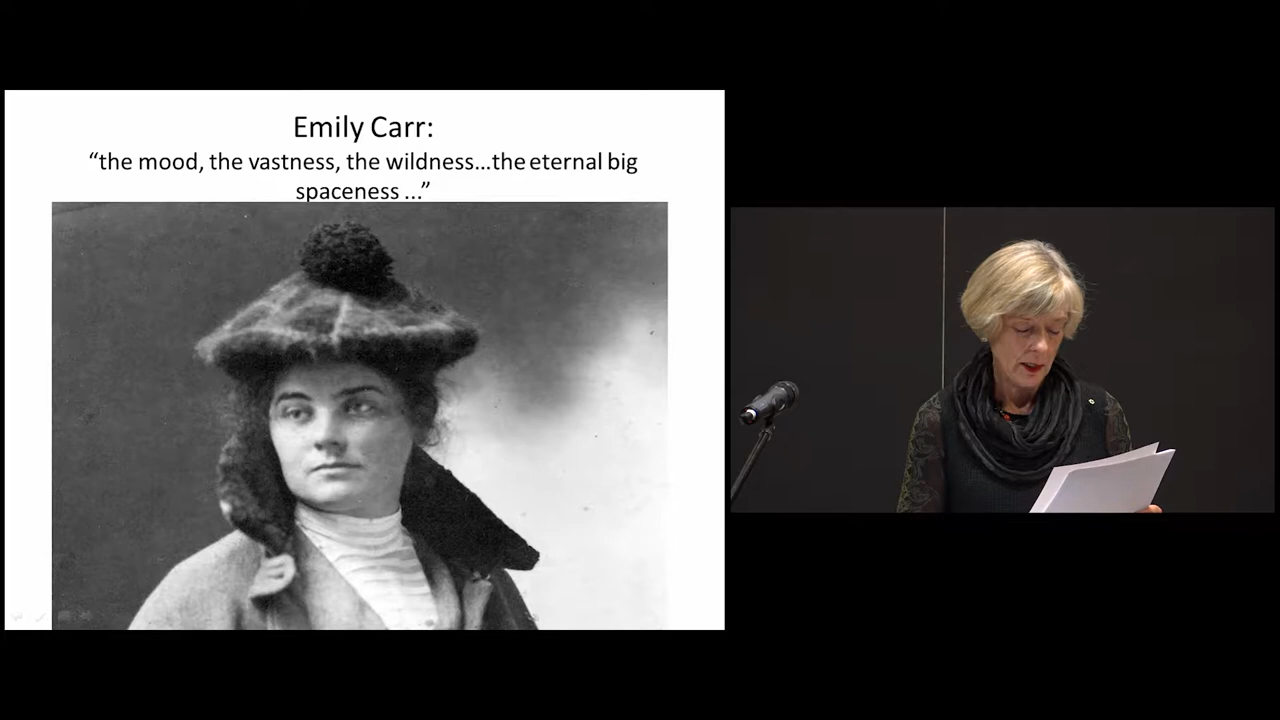 Emily Carr:
“the mood, the vastness, the wildness...the eternal big
spaceness ...”